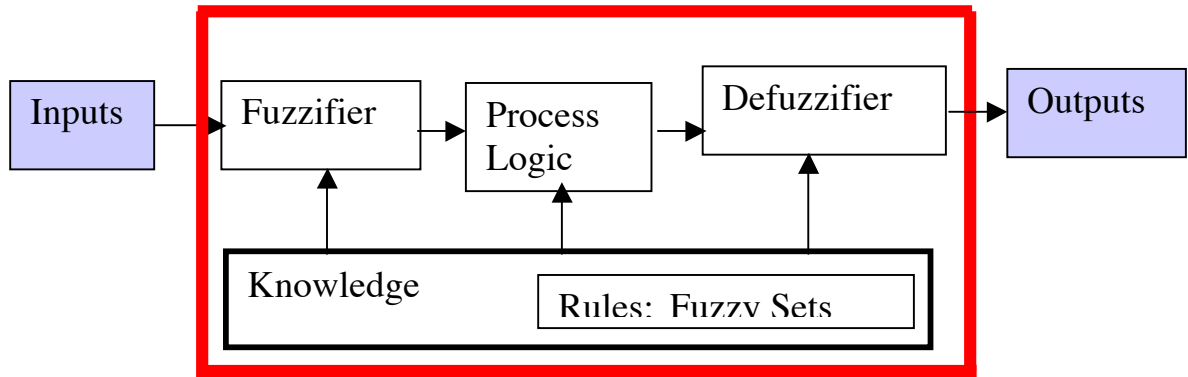 Inputs
Fuzzifier
Process
Logic
Defuzzifier
Outputs
Knowledge
Rules: Fuzzy Sets